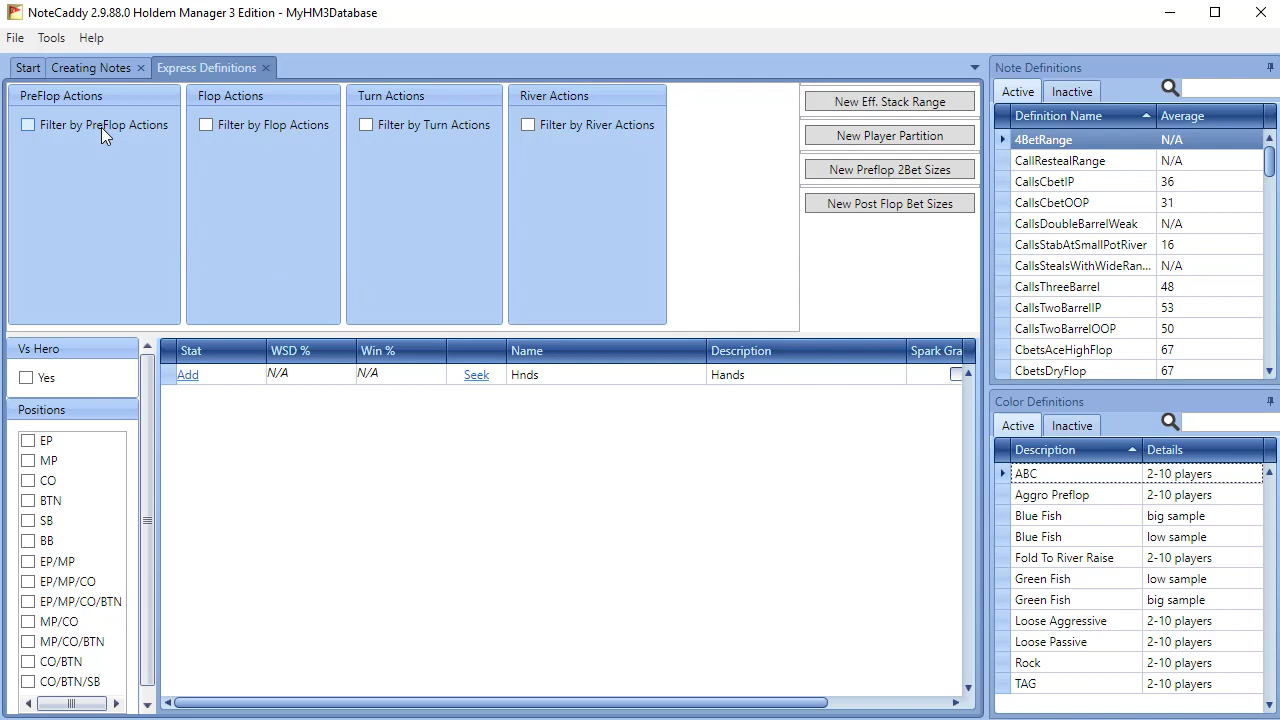 NoteCaddy 2.9.88.0 Holdem Manager 3 Edition - MyHM3Database
File Tools Help
Start Creating Notes Express Definitions
PreFlop Actions
Filter by PreFlop Actions
Flop Actions
Filter by Flop Actions
Turn Actions
Filter by Turn Actions
River Actions
Filter by River Actions
New Eff. Stack Range
New Player Partition
New Preflop 2Bet Sizes
New Post Flop Bet Sizes
Vs Hero
Yes
Positions
EP
MP
CO
BTN
SB
BB
EP/MP
EP/MP/CO
EP/MP/CO/BTN
MP/CO
MP/CO/BTN
CO/BTN
CO/BTN/SB
Stat WSD % Win % Name Description Spark Gra
Add N/A N/A Seek Hnds Hands
Note Definitions
Active Inactive
Definition Name Average
4BetRange N/A
CallRestealRange N/A
CallsCbetIP 36
CallsCbetOOP 31
CallsDoubleBarrelWeak N/A
CallsStabAtSmallPotRiver 16
CallsStealsWithWideRan... N/A
CallsThreeBarrel 48
CallsTwoBarrelIP 53
CallsTwoBarrelOOP 50
CbetsAceHighFlop 67
CbetsDryFlop 67
Color Definitions
Active Inactive
Description Details
ABC 2-10 players
Aggro Preflop 2-10 players
Blue Fish big sample
Blue Fish low sample
Fold To River Raise 2-10 players
Green Fish low sample
Green Fish big sample
Loose Aggressive 2-10 players
Loose Passive 2-10 players
Rock 2-10 players
TAG 2-10 players